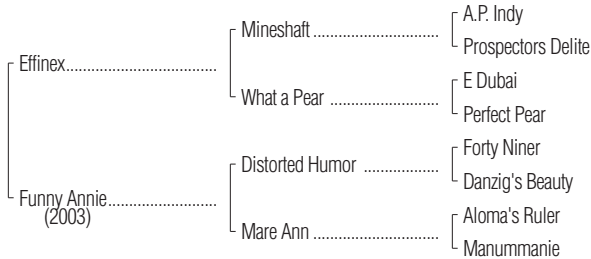 A.P. Indy
Mineshaft
Prospectors Delite
Effinex
E Dubai
What a Pear
Perfect Pear
Forty Niner
Distorted Humor
Danzig's Beauty
Funny Annie
(2003)
Aloma's Ruler
Mare Ann
Manummanie